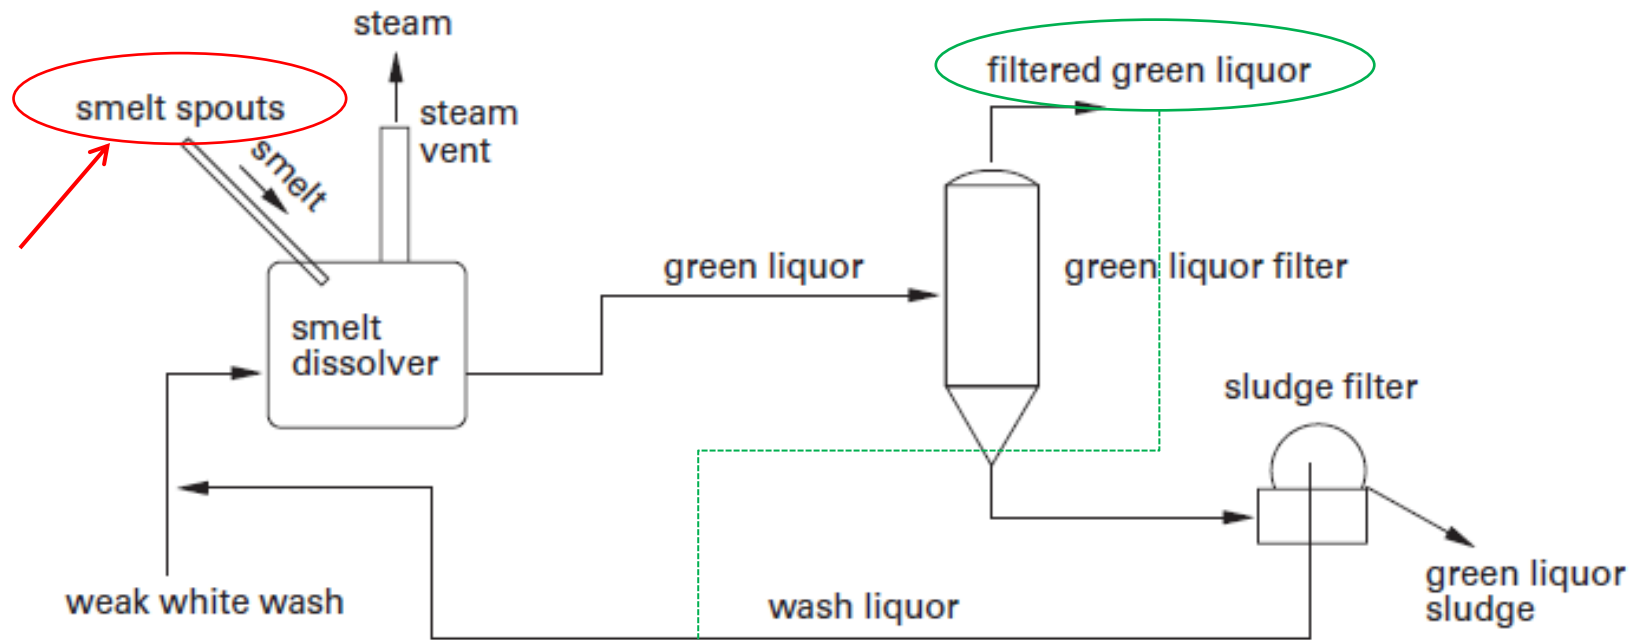 steam
smelt spouts
smelt
steam
vent
filtered green liquor
green liquor
green liquor filter
smelt
dissolver
sludge filter
weak white wash
wash liquor
green liquor
sludge